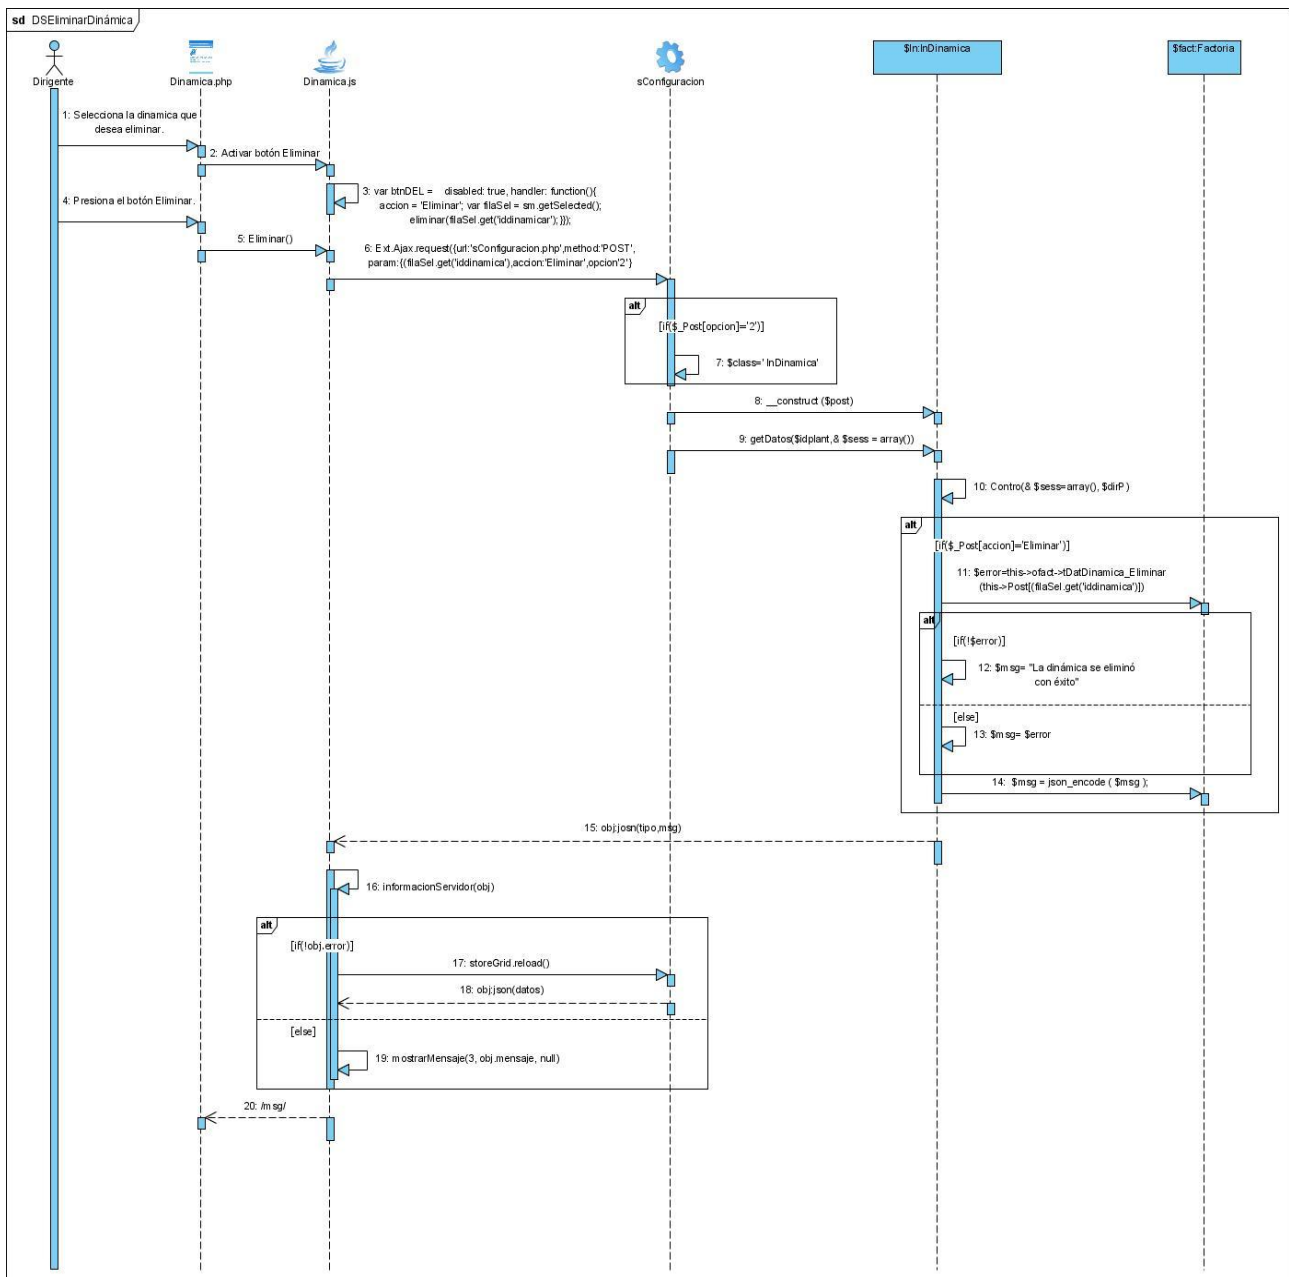 sd DSEliminarDinámica
Dirigente
Dinamica.php
Dinamica.js
sConfiguracion
$In:InDinamica
$fact:Factoria
1: Selecciona la dinamica que
desea eliminar.
2: Activar botón Eliminar
3: var btnDEL = disabled: true, handler: function(){
accion = 'Eliminar'; var filaSel = sm.getSelected();
eliminar(filaSel.get('iddinamicar');}});
4: Presiona el botón Eliminar.
5: Eliminar()
6: Ext.Ajax.request({url:'sConfiguracion.php',method:'POST',
param:{(filaSel.get('iddinamica'),accion:'Eliminar',opcion'2'}
alt
[if($_Post[opcion]='2')]
7: $class=' InDinamica'
8: __construct ($post)
9: getDatos($idplant,& $sess = array())
10: Contro(& $sess=array(), $dirP)
alt
[if($_Post[accion]='Eliminar')]
11: $error=this->ofact->tDatDinamica_Eliminar
(this->Post[(filaSel.get('iddinamica')])
alt
[if(!$error)]
12: $msg= "La dinámica se eliminó
con éxito"
[else]
13: $msg= $error
14: $msg = json_encode ( $msg );
15: obj:josn(tipo,msg)
16: informacionServidor(obj)
alt
[if(!obj.error)]
17: storeGrid.reload()
18: obj:json(datos)
[else]
19: mostrarMensaje(3, obj.mensaje, null)
20: /msg/